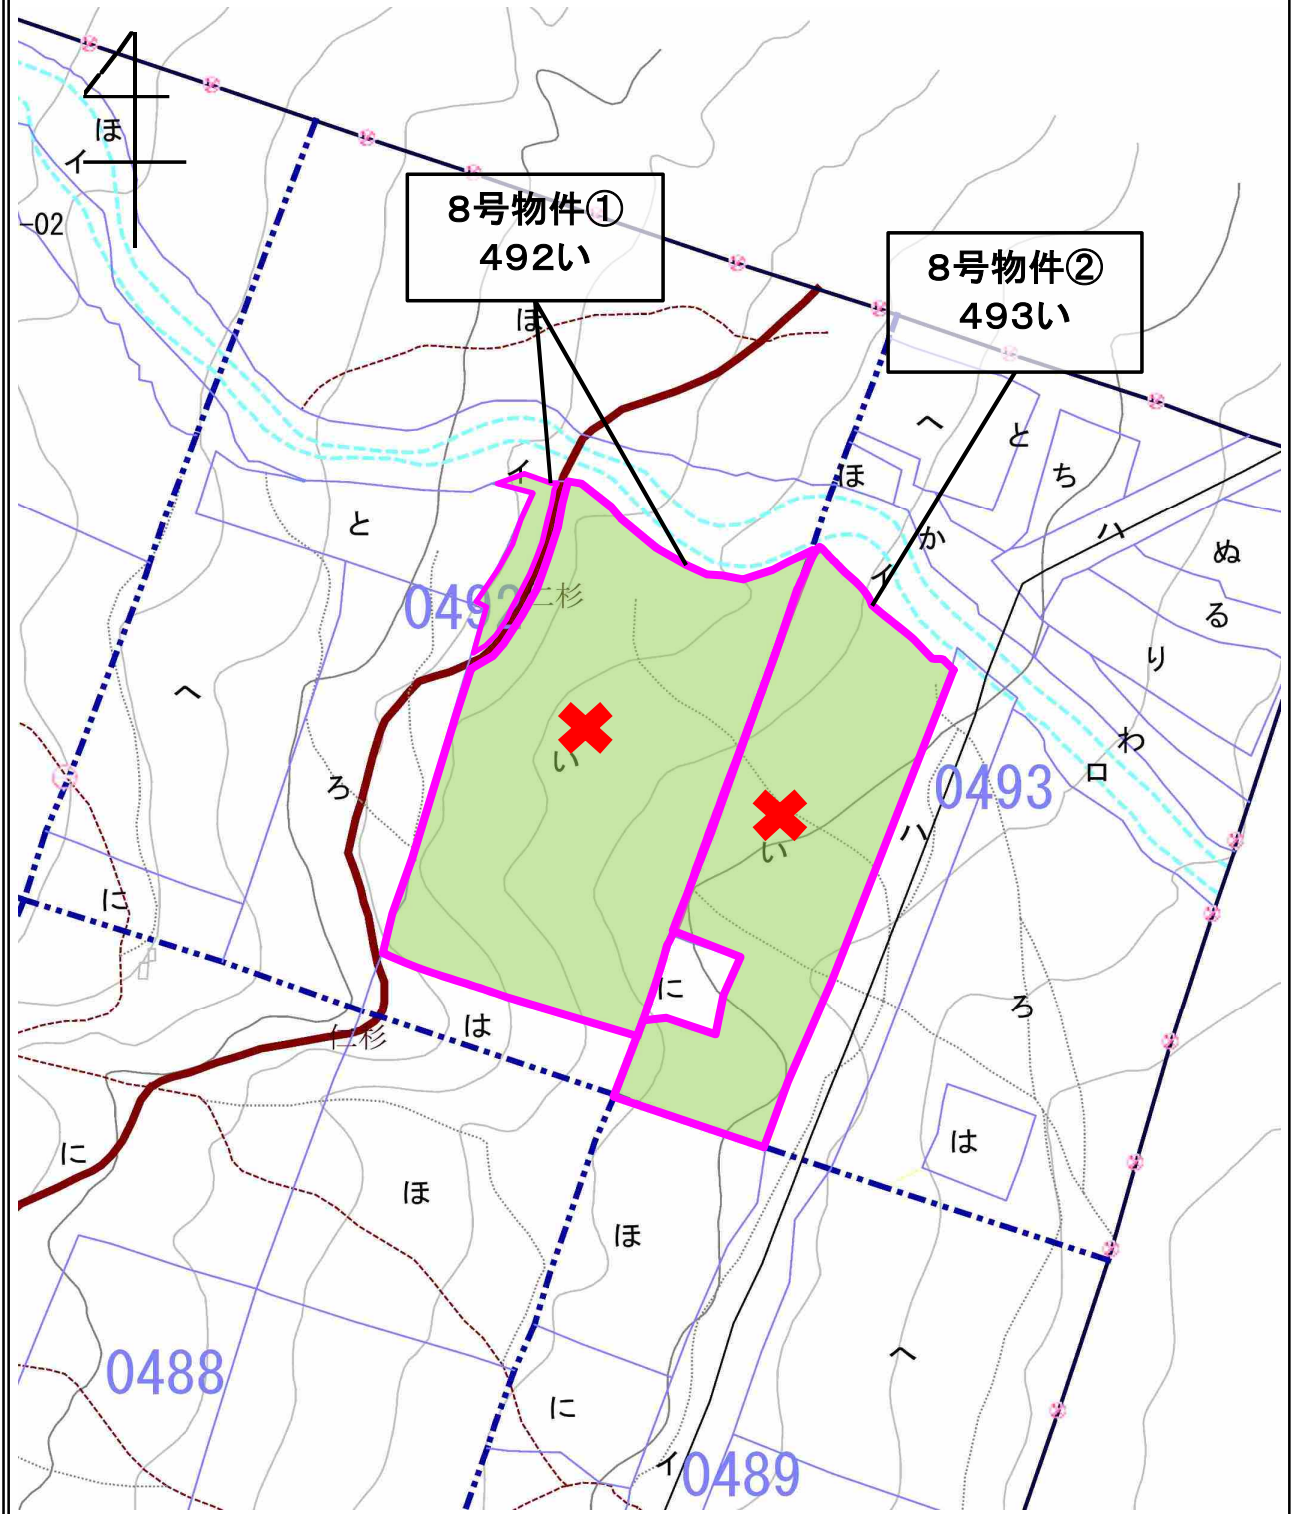 ほ
イ
-02
8号物件①
492い
8号物件②
493い
ほ
へ
と
ち
ほ
イ
と
か
ハ
ぬ
イ
仁杉
0492
る
り
へ
い
わ
ロ
ろ
0493
い
ハ
に
に
ろ
は
仁杉
に
は
ほ
ほ
へ
0488
に
イ
0489